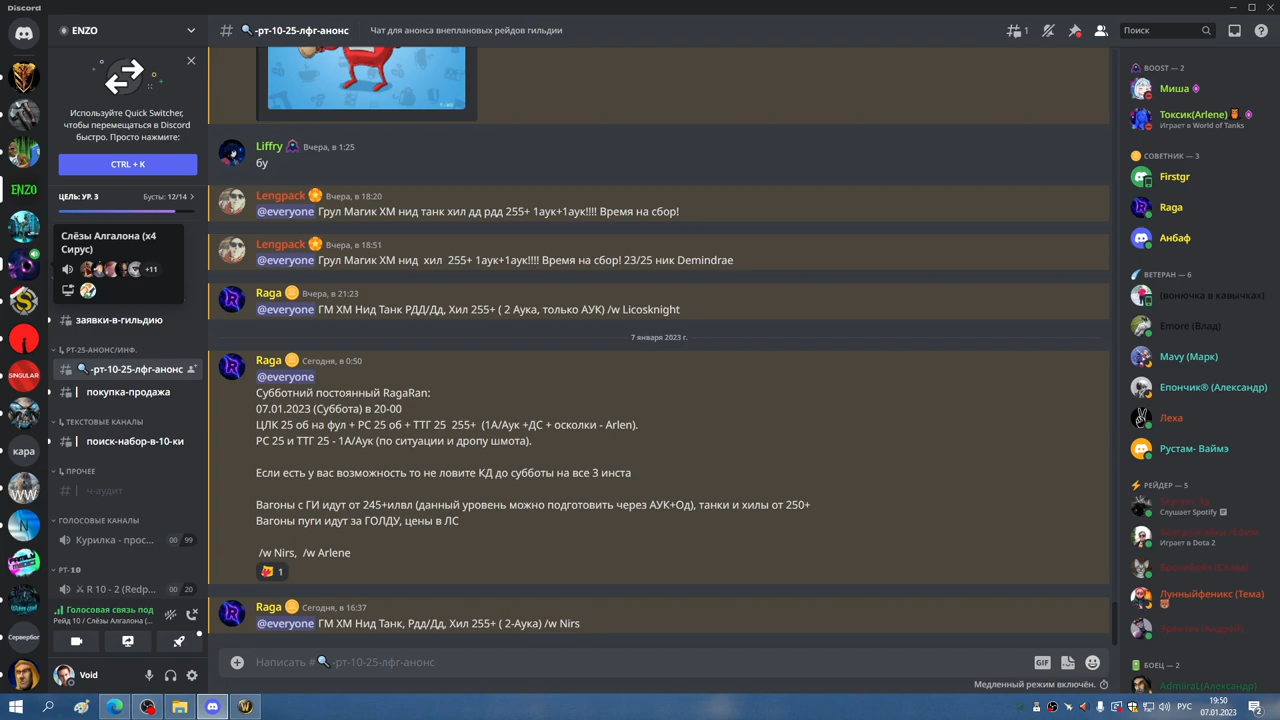 Discord
ENZO
-рт-10-25-лфг-анонс
Чат для анонса внеплановых рейдов гильдии
1
Поиск
Используйте Quick Switcher,
чтобы перемещаться в Discord
быстро. Просто нажмите:
CTRL + K
ЦЕЛЬ: УР. 3
Бусты: 12/14
Слёзы Алгалона (x4
Сирус)
+11
заявки-в-гильдию
РТ-25-АНОНС/ИНФ.
-рт-10-25-лфг-анонс
покупка-продажа
ТЕКСТОВЫЕ КАНАЛЫ
поиск-набор-в-10-ки
ПРОЧЕЕ
ч-аудит
ГОЛОСОВЫЕ КАНАЛЫ
Курилка - прос...
00 99
РТ-10
R 10 - 2 (Redp...
00 20
Голосовая связь под
Рейд 10 / Слёзы Алгалона (...
Void
ENZO
SINGULAR
кара
WW
Сервербог
Liffry Вчера, в 1:25
бу
Lengpack Вчера, в 18:20
@everyone Грул Магик ХМ нид танк хил дд рдд 255+ 1аук+1аук!!!! Время на сбор!
Lengpack Вчера, в 18:51
@everyone Грул Магик ХМ нид  хил  255+ 1аук+1аук!!!! Время на сбор! 23/25 ник Demindrae
Raga Вчера, в 21:23
@everyone ГМ ХМ Нид Танк РДД/Дд, Хил 255+ ( 2 Аука, только АУК) /w Licosknight
7 января 2023 г.
Raga Сегодня, в 0:50
@everyone
Субботний постоянный RagaRan:
07.01.2023 (Суббота) в 20-00
ЦЛК 25 об на фул + РС 25 об + ТТГ 25  255+  (1А/Аук +ДС + осколки - Arlen).
РС 25 и ТТГ 25 - 1А/Аук (по ситуации и дропу шмота).
Если есть у вас возможность то не ловите КД до субботы на все 3 инста
Вагоны с ГИ идут от 245+илвл (данный уровень можно подготовить через АУК+Од), танки и хилы от 250+
Вагоны пуги идут за ГОЛДУ, цены в ЛС
/w Nirs,  /w Arlene
1
Raga Сегодня, в 16:37
@everyone ГМ ХМ Нид Танк, Рдд/Дд, Хил 255+ ( 2-Аука) /w Nirs
Написать #-рт-10-25-лфг-анонс
GIF
Медленный режим включён.
BOOST — 2
Миша
Токсик(Arlene)
Играет в World of Tanks
СОВЕТНИК — 3
Firstgr
Raga
Анбаф
ВЕТЕРАН — 6
(вонючка в кавычках)
Emore (Влад)
Mavy (Марк)
Епончик® (Александр)
Леха
Рустам- Ваймэ
РЕЙДЕР — 5
Слушает Spotify
Играет в Dota 2
Лунныйфеникс (Тема)
БОЕЦ — 2
AdmiraL(Александр)
РУС
19:50
07.01.2023
2